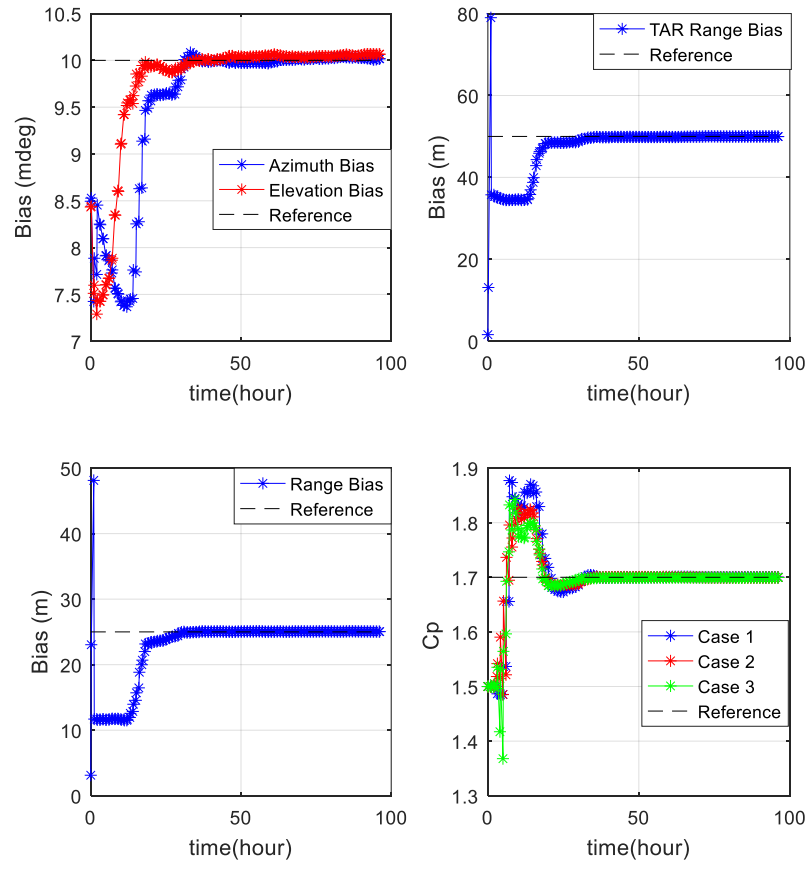 10.5
10
9.5
9
8.5
8
7.5
7
Bias (mdeg)
Azimuth Bias
Elevation Bias
Reference
0
50
100
time(hour)
80
60
40
20
0
Bias (m)
TAR Range Bias
Reference
0
50
100
time(hour)
50
40
30
20
10
0
Bias (m)
Range Bias
Reference
0
50
100
time(hour)
1.9
1.8
1.7
1.6
1.5
1.4
1.3
Cp
Case 1
Case 2
Case 3
Reference
0
50
100
time(hour)